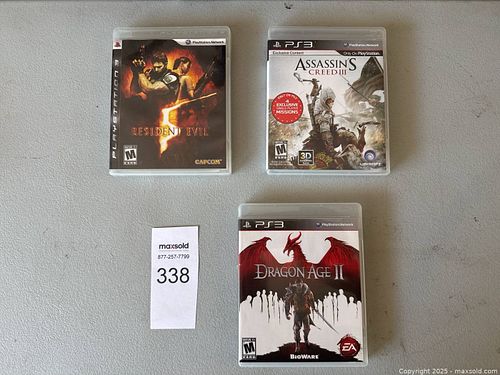 PlayStation Network
PLAYSTATION 3
RESIDENT EVIL
5
M
CAPCOM
PS3
PlayStation Network
Exclusive Content
Only On PlayStation
ASSASSIN'S
CREED III
4
EXCLUSIVE
MISSIONS
M
3D
UBISOFT
maxsold
877-257-7799
338
PS3
PlayStation Network
DRAGON AGE II
M
BIOWARE
EA
Copyright 2025 - maxsold.com